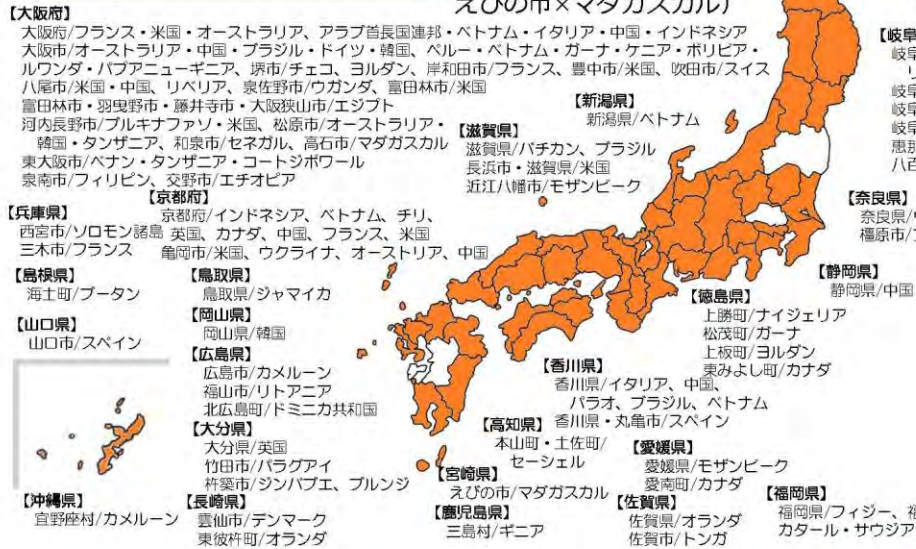 えびの市×マダガスカル)
【大阪府】
大阪府/フランス・米国・オーストラリア、アラブ首長国連邦・ベトナム・イタリア・中国・インドネシア
大阪市/オーストラリア・中国・ブラジル・ドイツ・韓国、ペルー・ベトナム・ガーナ・ケニア・ボリビア・
ルワンダ・パプアニューギニア、堺市/チェコ、ヨルダン、岸和田市/フランス、豊中市/米国、吹田市/スイス
八尾市/米国・中国、リベリア、泉佐野市/ウガンダ、富田林市/米国
富田林市・羽曳野市・藤井寺市・大阪狭山市/エジプト
河内長野市/ブルキナファソ・米国、松原市/オーストラリア・
韓国・タンザニア、和泉市/セネガル、高石市/マダガスカル
東大阪市/ベナン・タンザニア・コートジボワール
泉南市/フィリピン、交野市/エチオピア
【新潟県】
新潟県/ベトナム
【滋賀県】
滋賀県/バチカン、ブラジル
長浜市・滋賀県/米国
近江八幡市/モザンビーク
【岐阜
岐阜
岐阜
岐阜
岐阜
恵那
八百
【奈良県】
奈良県/
橿原市/
【兵庫県】
西宮市/ソロモン諸島
三木市/フランス
【京都府】
京都府/インドネシア、ベトナム、チリ、
英国、カナダ、中国、フランス、米国
亀岡市/米国、ウクライナ、オーストリア、中国
【静岡県】
静岡県/中国
【島根県】
海士町/ブータン
【鳥取県】
鳥取県/ジャマイカ
【徳島県】
上勝町/ナイジェリア
松茂町/ガーナ
上板町/ヨルダン
東みよし町/カナダ
【山口県】
山口市/スペイン
【岡山県】
岡山県/韓国
【広島県】
広島市/カメルーン
福山市/リトアニア
北広島町/ドミニカ共和国
【香川県】
香川県/イタリア、中国、
パラオ、ブラジル、ベトナム
香川県・丸亀市/スペイン
【高知県】
本山町・土佐町/
セーシェル
【大分県】
大分県/英国
竹田市/パラグアイ
杵築市/ジンバブエ、ブルンジ
【愛媛県】
愛媛県/モザンビーク
愛南町/カナダ
【宮崎県】
えびの市/マダガスカル
【沖縄県】
宜野座村/カメルーン
【長崎県】
雲仙市/デンマーク
東彼杵町/オランダ
【鹿児島県】
三島村/ギニア
【佐賀県】
佐賀県/オランダ
佐賀市/トンガ
【福岡県】
福岡県/フィジー、福
カタール・サウジア